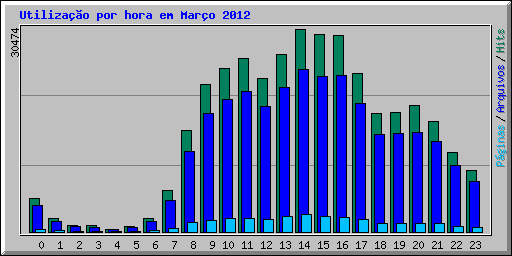 Utilização por hora em Março 2012
30474
Páginas / Arquivos / Hits
0 1 2 3 4 5 6 7 8 9 10 11 12 13 14 15 16 17 18 19 20 21 22 23